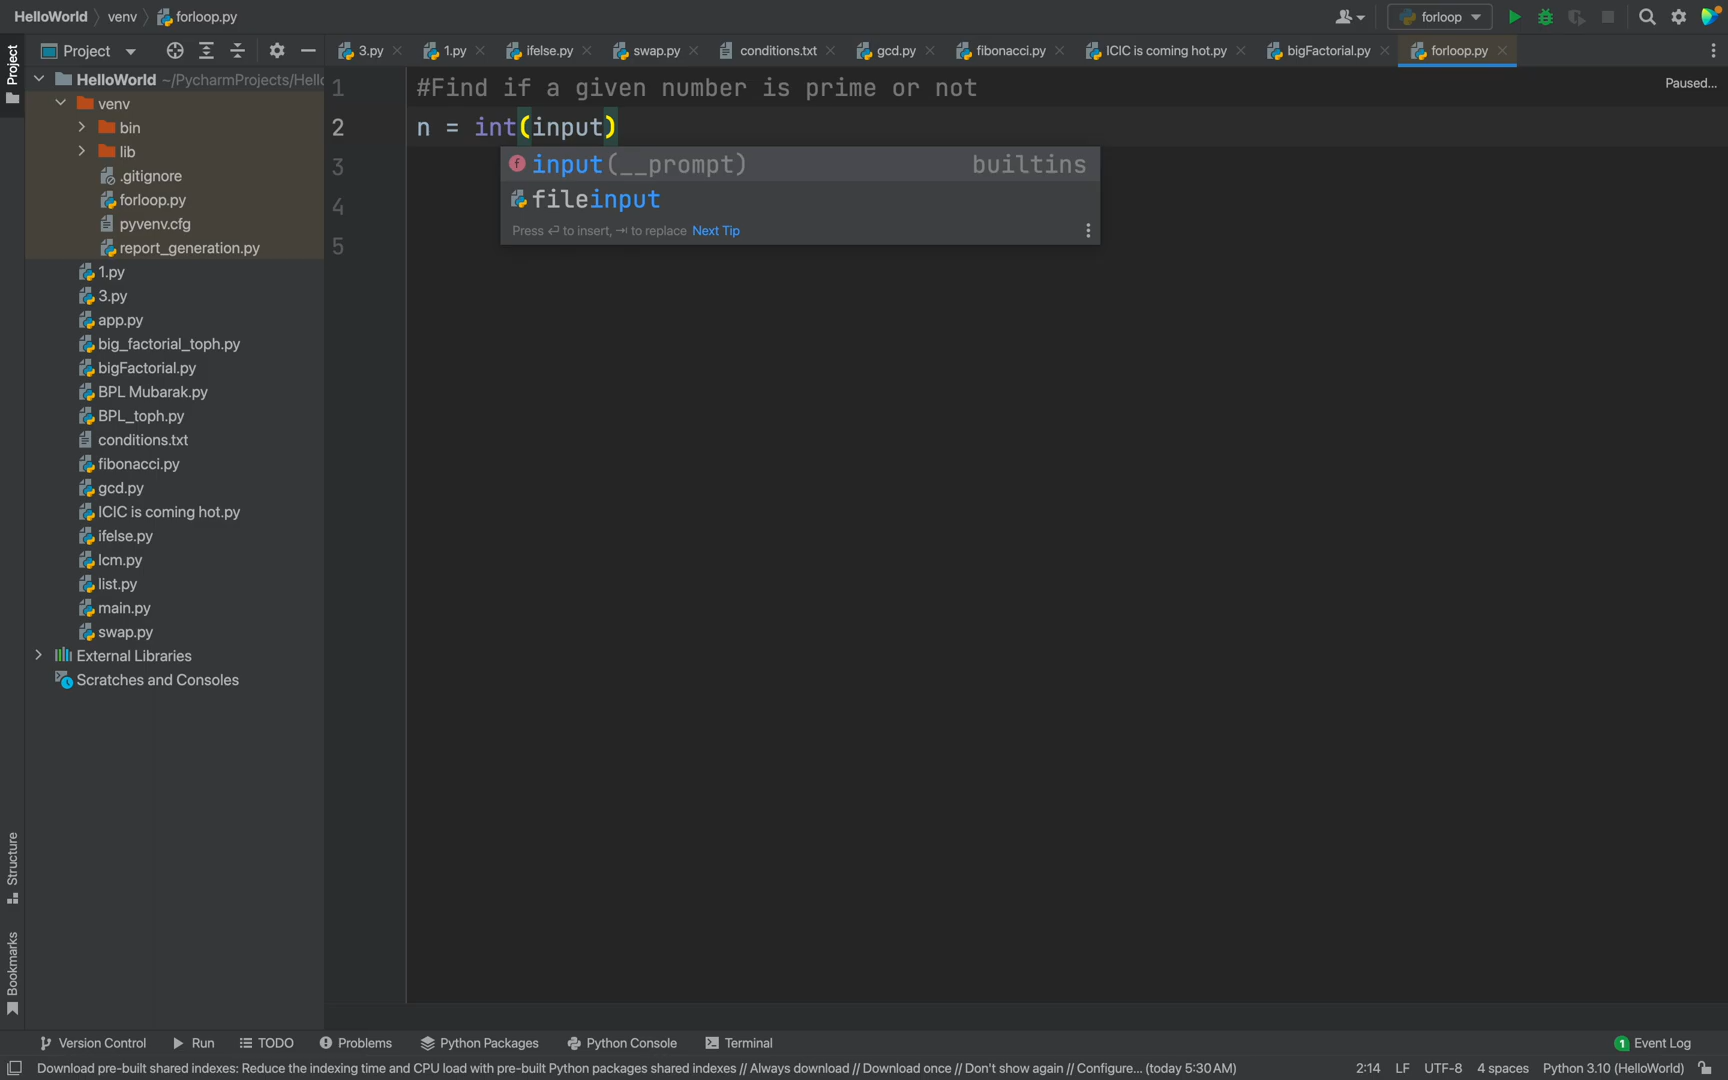 HelloWorld venv forloop.py
forloop
Project
Project
3.py 1.py ifelse.py swap.py conditions.txt gcd.py fibonacci.py ICIC is coming hot.py bigFactorial.py forloop.py
HelloWorld ~/PycharmProjects/Hell
Paused...
venv
bin
lib
.gitignore
forloop.py
pyvenv.cfg
report_generation.py
1.py
3.py
app.py
big_factorial_toph.py
bigFactorial.py
BPL Mubarak.py
BPL_toph.py
conditions.txt
fibonacci.py
gcd.py
ICIC is coming hot.py
ifelse.py
lcm.py
list.py
main.py
swap.py
External Libraries
Scratches and Consoles
1 #Find if a given number is prime or not
2 n = int(input)
3
4
5
input(__prompt) builtins
fileinput
Press ⏎ to insert, ⇥ to replace Next Tip
Structure
Bookmarks
Version Control Run TODO Problems Python Packages Python Console Terminal 1 Event Log
Download pre-built shared indexes: Reduce the indexing time and CPU load with pre-built Python packages shared indexes // Always download // Download once // Don't show again // Configure... (today 5:30 AM) 2:14 LF UTF-8 4 spaces Python 3.10 (HelloWorld)